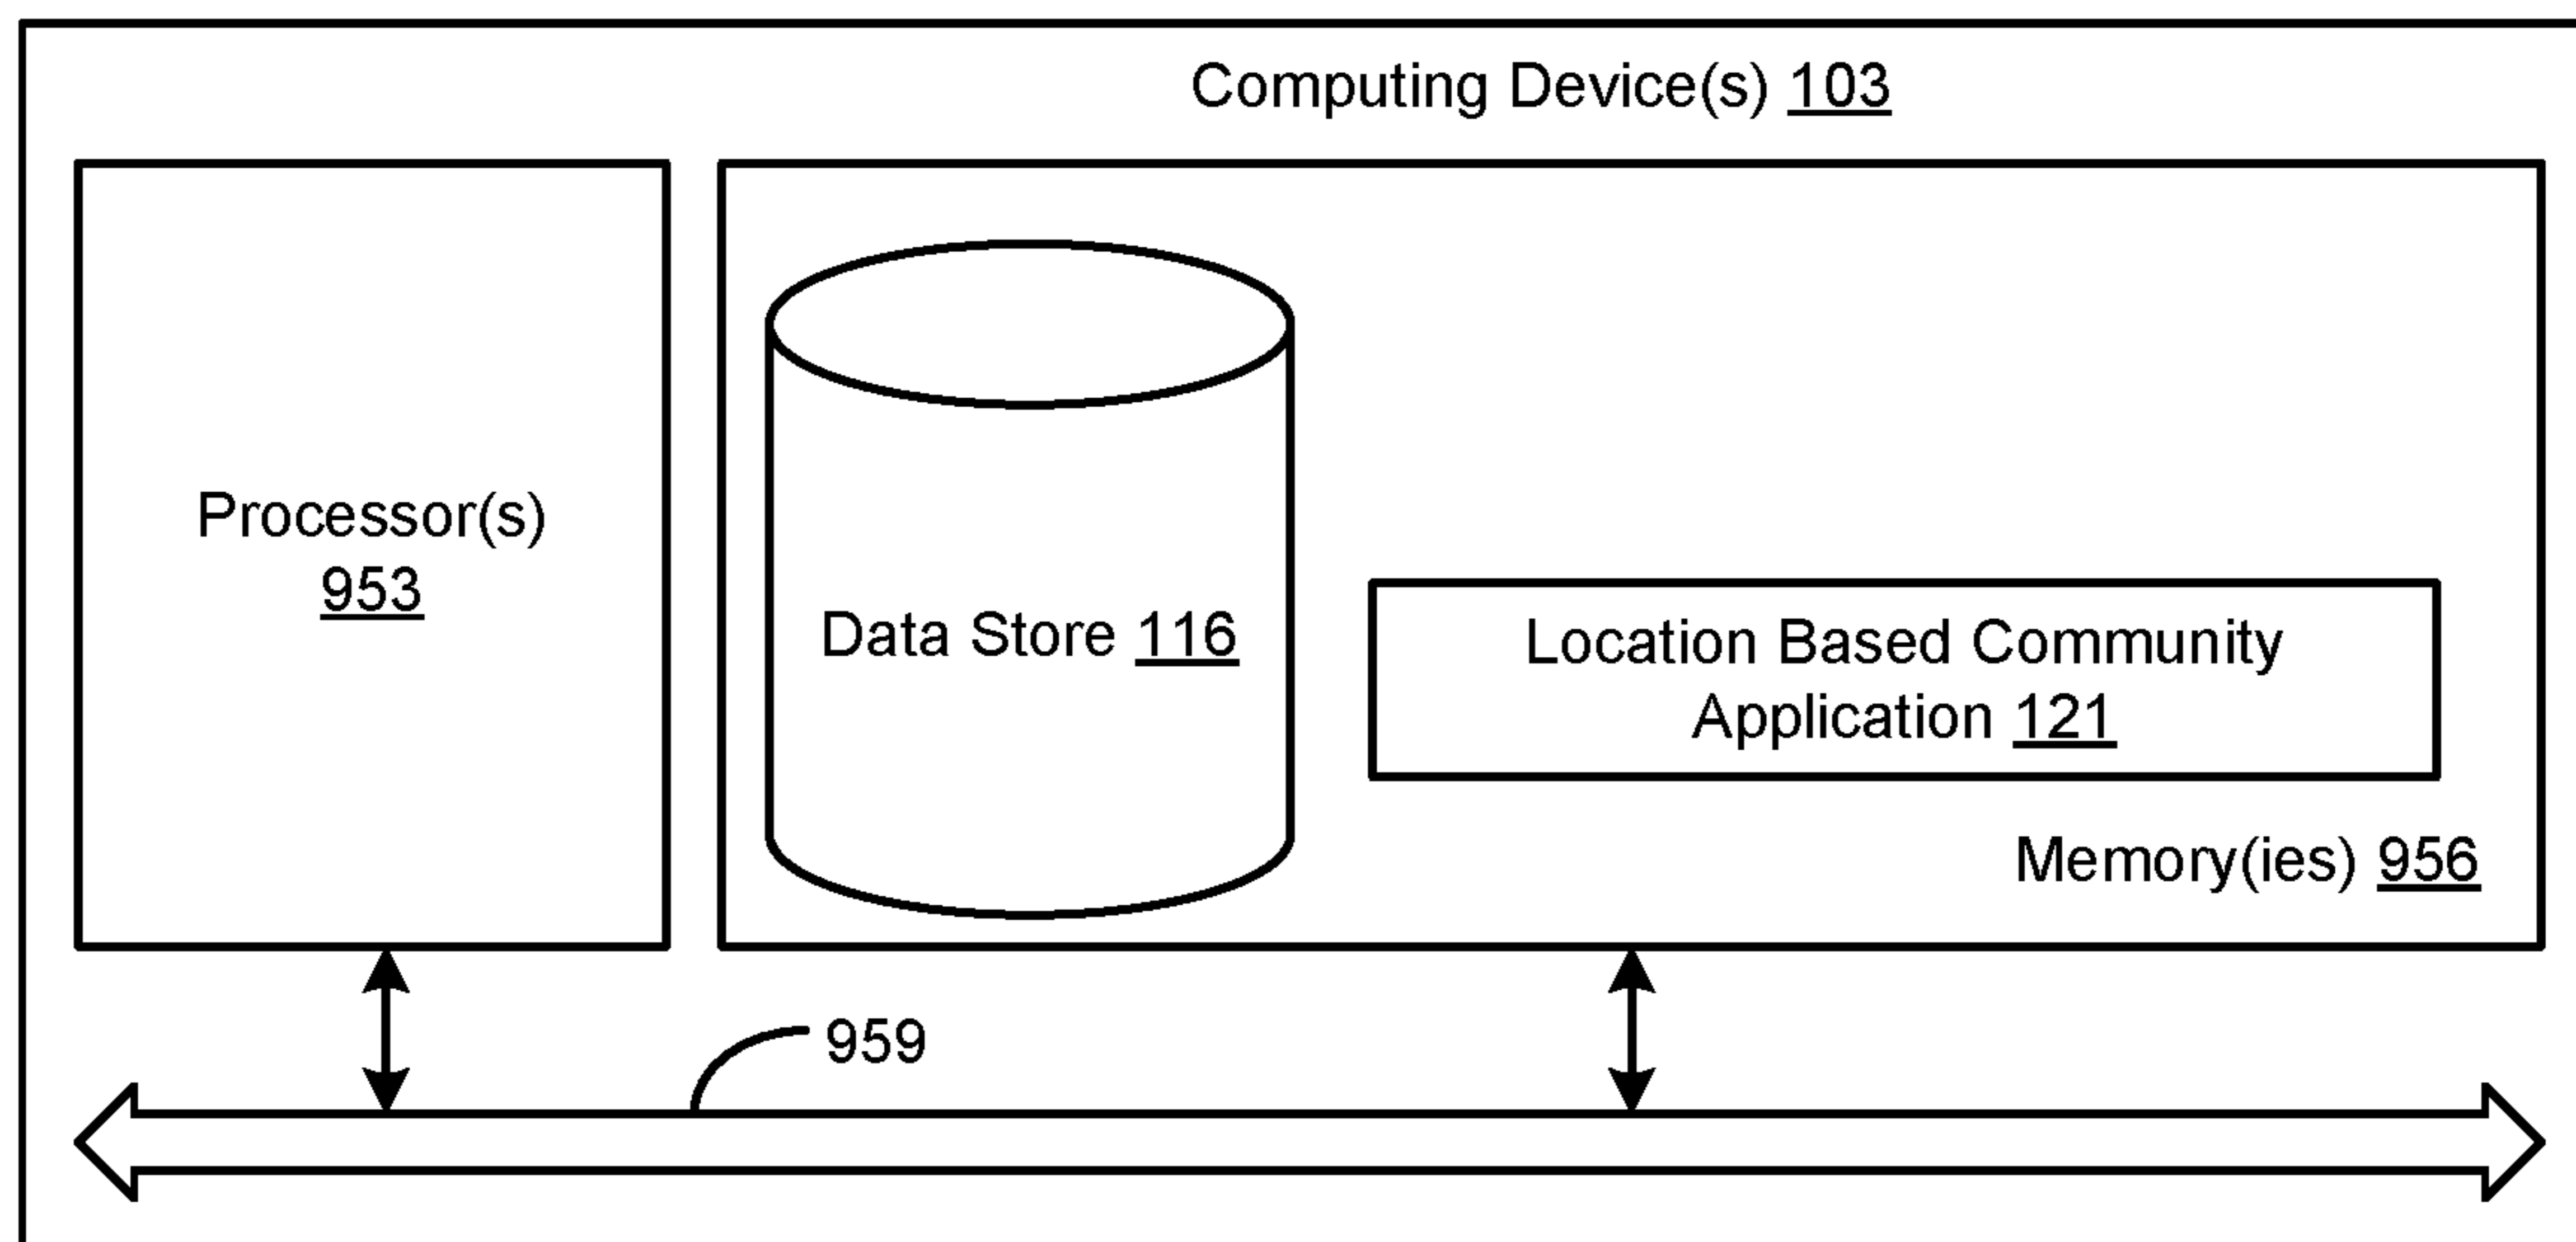 Computing Device(s) 103
Processor(s)
953
Data Store 116
Location Based Community
Application 121
Memory(ies) 956
959